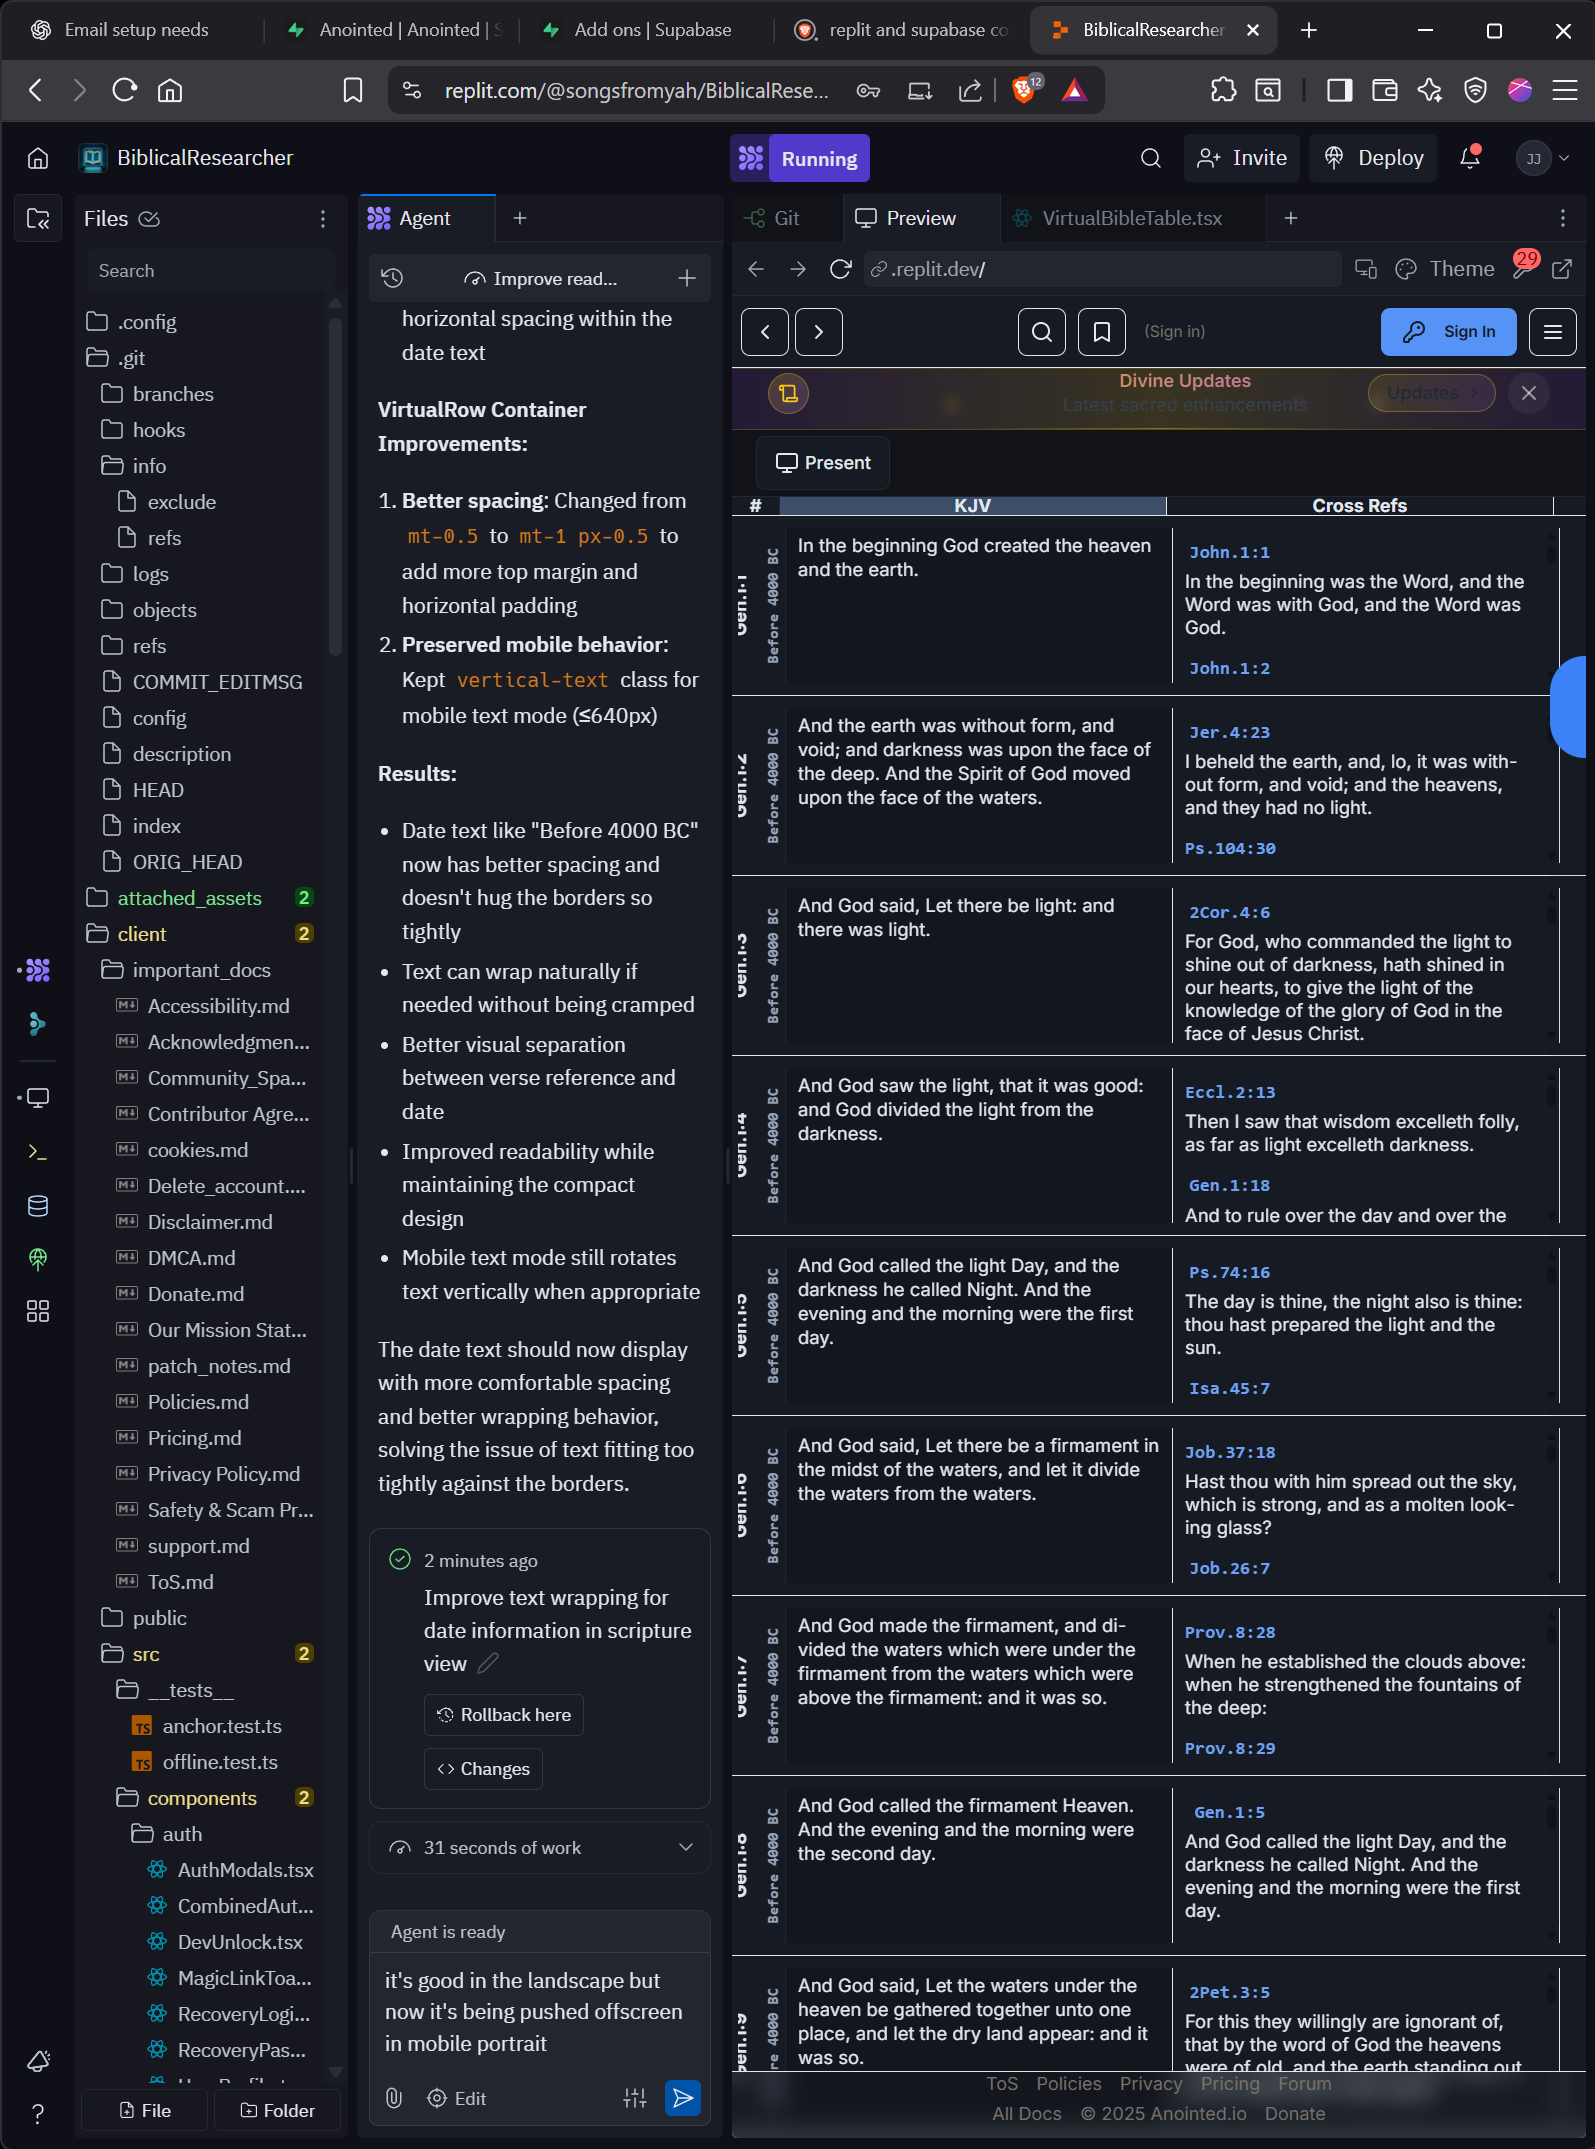 Email setup needs
Anointed | Anointed | S
Add ons | Supabase
replit and supabase co
BiblicalResearcher
replit.com/@songsfromyah/BiblicalRese...
12
BiblicalResearcher
Running
Invite
Deploy
JJ
Files
Search
.config
.git
branches
hooks
info
exclude
refs
logs
objects
refs
COMMIT_EDITMSG
config
description
HEAD
index
ORIG_HEAD
attached_assets 2
client 2
important_docs
Accessibility.md
Acknowledgmen...
Community_Spa...
Contributor Agre...
cookies.md
Delete_account....
Disclaimer.md
DMCA.md
Donate.md
Our Mission Stat...
patch_notes.md
Policies.md
Pricing.md
Privacy Policy.md
Safety & Scam Pr...
support.md
ToS.md
public
src 2
__tests__
anchor.test.ts
offline.test.ts
components 2
auth
AuthModals.tsx
CombinedAut...
DevUnlock.tsx
MagicLinkToa...
RecoveryLogi...
RecoveryPas...
File
Folder
Agent
Improve read...
horizontal spacing within the
date text
VirtualRow Container
Improvements:
1. Better spacing: Changed from
mt-0.5 to mt-1 px-0.5 to
add more top margin and
horizontal padding
2. Preserved mobile behavior:
Kept vertical-text class for
mobile text mode (≤640px)
Results:
• Date text like "Before 4000 BC"
now has better spacing and
doesn't hug the borders so
tightly
• Text can wrap naturally if
needed without being cramped
• Better visual separation
between verse reference and
date
• Improved readability while
maintaining the compact
design
• Mobile text mode still rotates
text vertically when appropriate
The date text should now display
with more comfortable spacing
and better wrapping behavior,
solving the issue of text fitting too
tightly against the borders.
2 minutes ago
Improve text wrapping for
date information in scripture
view
Rollback here
<> Changes
31 seconds of work
Agent is ready
it's good in the landscape but
now it's being pushed offscreen
in mobile portrait
Edit
Git
Preview
VirtualBibleTable.tsx
.replit.dev/
Theme
29
(Sign in)
Sign In
Divine Updates
Latest sacred enhancements
Updates
Present
# KJV Cross Refs
Gen.1:1
Before 4000 BC
In the beginning God created the heaven
and the earth.
John.1:1
In the beginning was the Word, and the
Word was with God, and the Word was
God.
John.1:2
Gen.1:2
Before 4000 BC
And the earth was without form, and
void; and darkness was upon the face of
the deep. And the Spirit of God moved
upon the face of the waters.
Jer.4:23
I beheld the earth, and, lo, it was with-
out form, and void; and the heavens,
and they had no light.
Ps.104:30
Gen.1:3
Before 4000 BC
And God said, Let there be light: and
there was light.
2Cor.4:6
For God, who commanded the light to
shine out of darkness, hath shined in
our hearts, to give the light of the
knowledge of the glory of God in the
face of Jesus Christ.
Gen.1:4
Before 4000 BC
And God saw the light, that it was good:
and God divided the light from the
darkness.
Eccl.2:13
Then I saw that wisdom excelleth folly,
as far as light excelleth darkness.
Gen.1:18
And to rule over the day and over the
Gen.1:5
Before 4000 BC
And God called the light Day, and the
darkness he called Night. And the
evening and the morning were the first
day.
Ps.74:16
The day is thine, the night also is thine:
thou hast prepared the light and the
sun.
Isa.45:7
Gen.1:6
Before 4000 BC
And God said, Let there be a firmament in
the midst of the waters, and let it divide
the waters from the waters.
Job.37:18
Hast thou with him spread out the sky,
which is strong, and as a molten look-
ing glass?
Job.26:7
Gen.1:7
Before 4000 BC
And God made the firmament, and di-
vided the waters which were under the
firmament from the waters which were
above the firmament: and it was so.
Prov.8:28
When he established the clouds above:
when he strengthened the fountains of
the deep:
Prov.8:29
Gen.1:8
Before 4000 BC
And God called the firmament Heaven.
And the evening and the morning were
the second day.
Gen.1:5
And God called the light Day, and the
darkness he called Night. And the
evening and the morning were the first
day.
en.1:9
re 4000 BC
And God said, Let the waters under the
heaven be gathered together unto one
place, and let the dry land appear: and it
was so.
2Pet.3:5
For this they willingly are ignorant of,
that by the word of God the heavens
were of old, and the earth standing out
ToS Policies Privacy Pricing Forum
All Docs © 2025 Anointed.io Donate